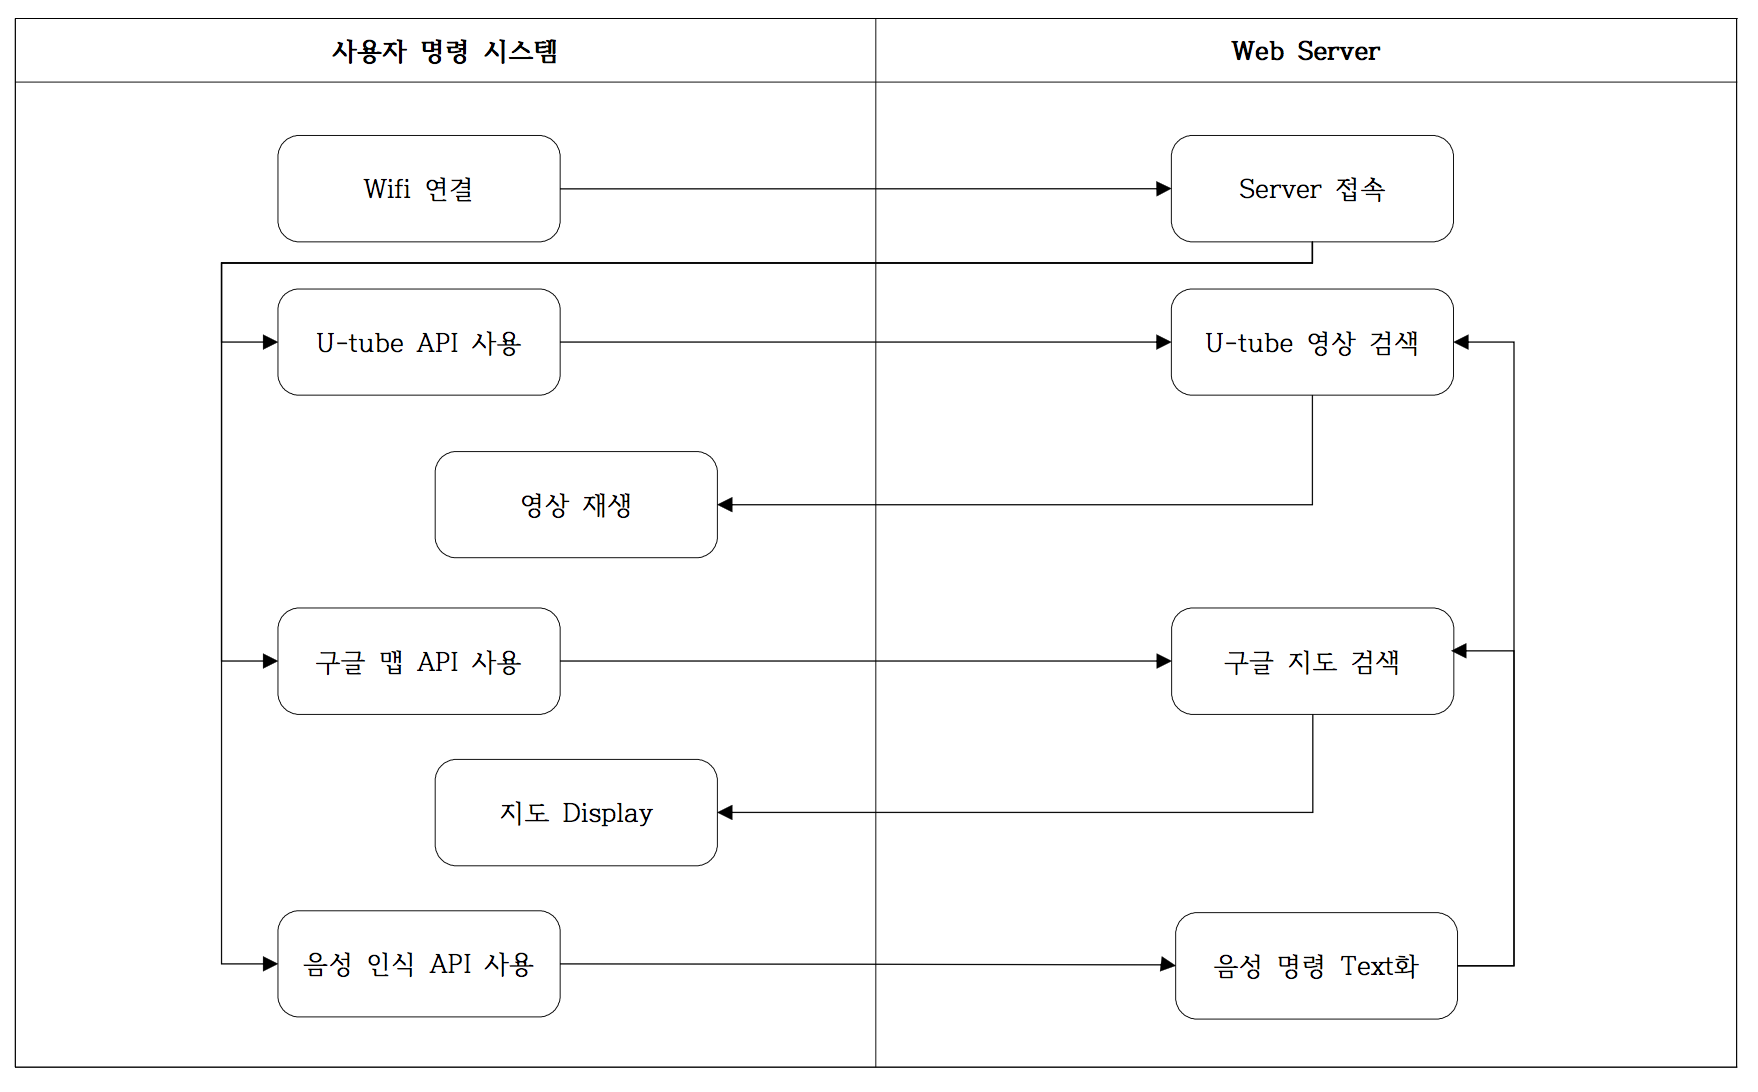 사용자 명령 시스템
Web Server
Wifi 연결
Server 접속
U-tube API 사용
U-tube 영상 검색
영상 재생
구글 맵 API 사용
구글 지도 검색
지도 Display
음성 인식 API 사용
음성 명령 Text화